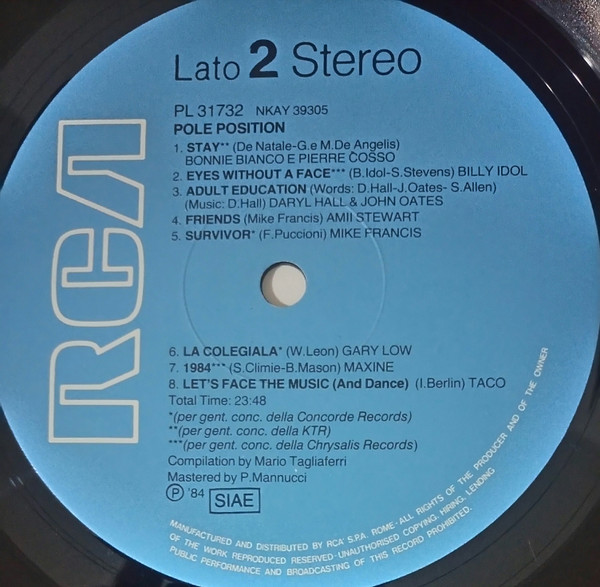 Lato 2 Stereo
PL 31732 NKAY 39305
POLE POSITION
1. STAY** (De Natale-G.e M.De Angelis)
BONNIE BIANCO E PIERRE COSSO
2. EYES WITHOUT A FACE*** (B.Idol-S.Stevens) BILLY IDOL
3. ADULT EDUCATION (Words: D.Hall-J.Oates- S.Allen)
(Music: D.Hall) DARYL HALL & JOHN OATES
4. FRIENDS (Mike Francis) AMII STEWART
5. SURVIVOR* (F.Puccioni) MIKE FRANCIS
RCA
6. LA COLEGIALA* (W.Leon) GARY LOW
7. 1984*** (S.Climie-B.Mason) MAXINE
8. LET'S FACE THE MUSIC (And Dance) (I.Berlin) TACO
Total Time: 23:48
*(per gent. conc. della Concorde Records)
**(per gent. conc. della KTR)
***(per gent. conc. della Chrysalis Records)
Compilation by Mario Tagliaferri
Mastered by P.Mannucci
Ⓟ '84 SIAE
MANUFACTURED AND DISTRIBUTED BY RCA S.P.A. ROME-ALL RIGHTS OF THE PRODUCER AND OF THE OWNER
OF THE WORK REPRODUCED RESERVED-UNAUTHORISED COPYING, HIRING, LENDING
PUBLIC PERFORMANCE AND BROADCASTING OF THIS RECORD PROHIBITED.